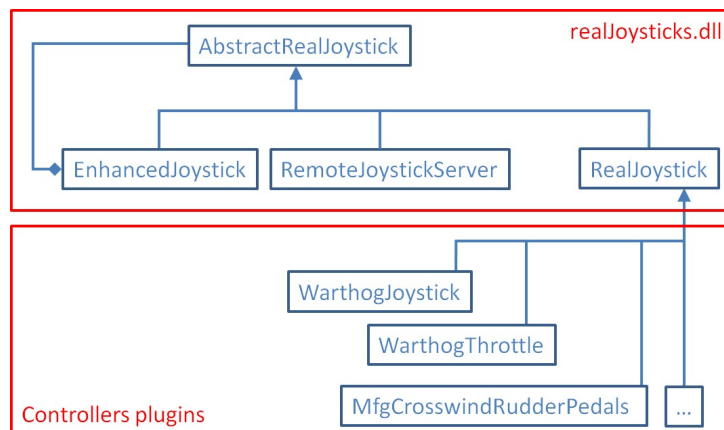 realJoysticks.dll
AbstractRealJoystick
EnhancedJoystick
RemoteJoystickServer
RealJoystick
WarthogJoystick
WarthogThrottle
MfgCrosswindRudderPedals
...
Controllers plugins